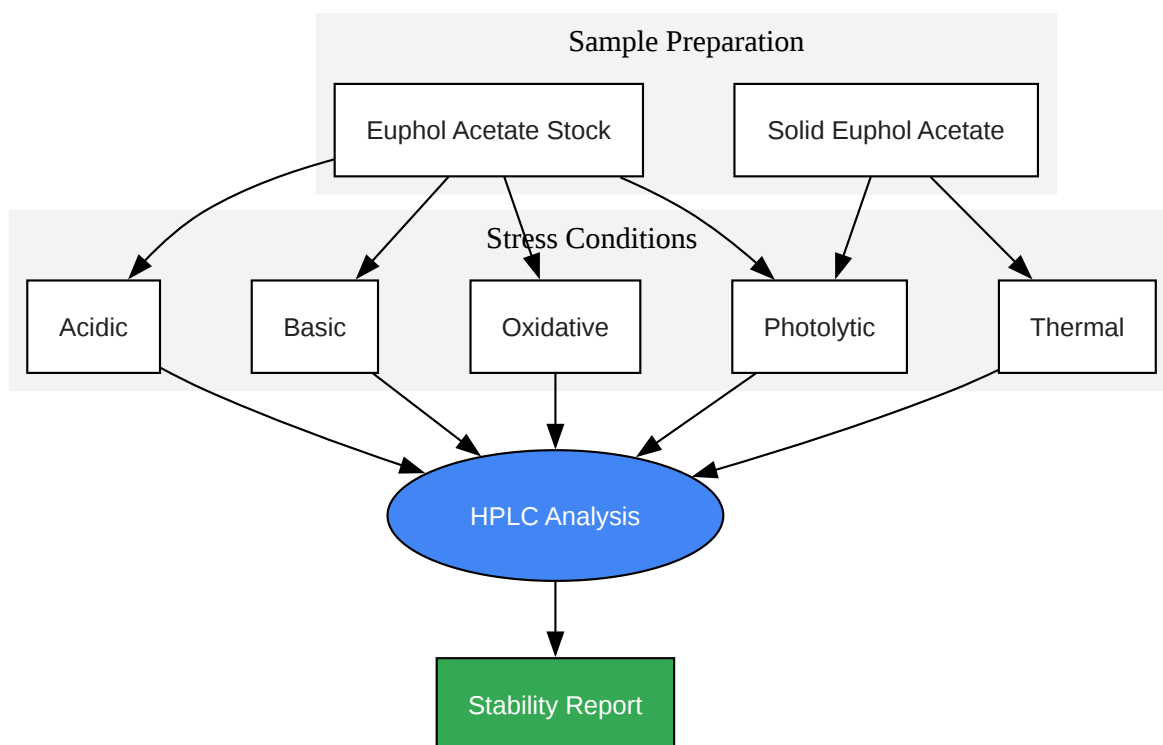 Sample Preparation
Euphol Acetate Stock
Solid Euphol Acetate
Stress Conditions
Acidic
Basic
Oxidative
Photolytic
Thermal
HPLC Analysis
Stability Report